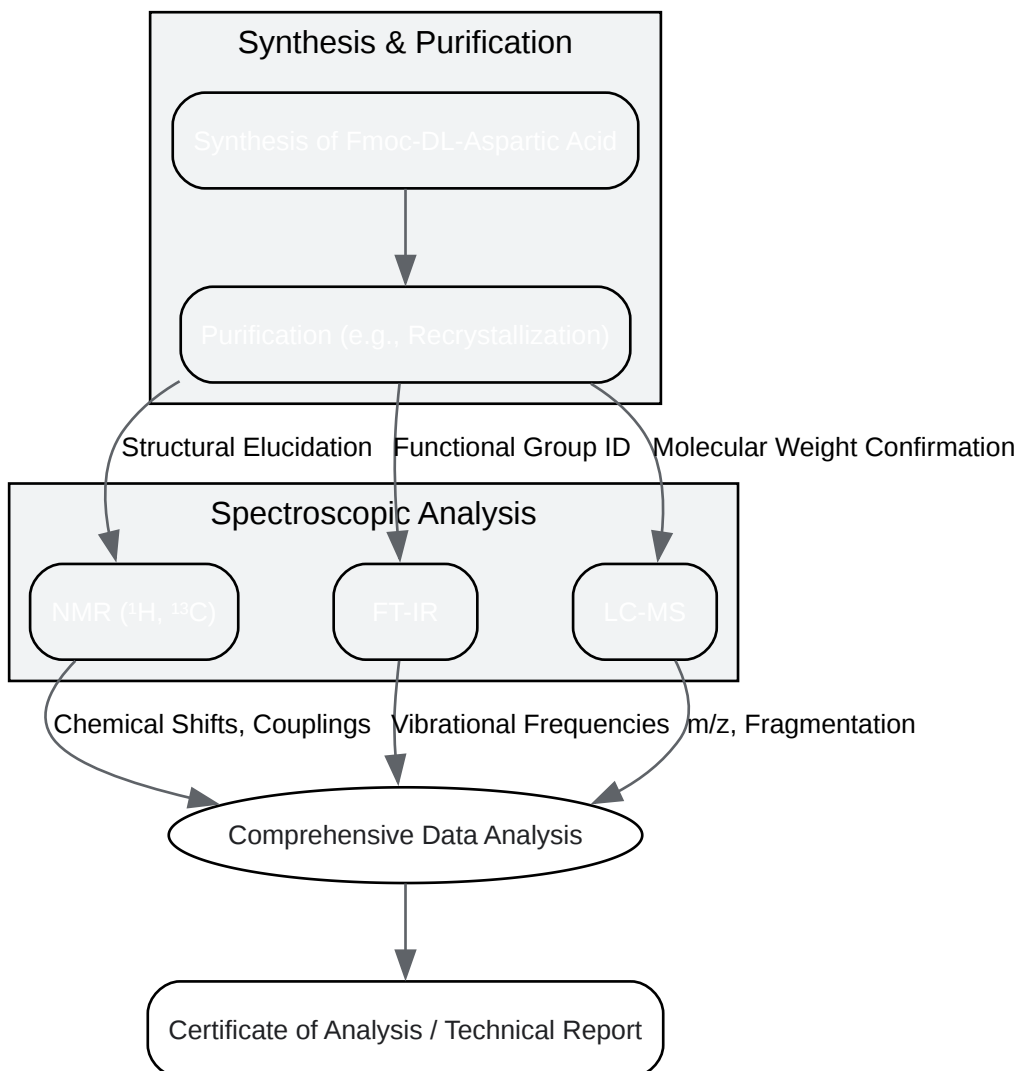 Synthesis & Purification
Synthesis of Fmoc-DL-Aspartic Acid
Purification (e.g., Recrystallization)
Structural Elucidation
Functional Group ID
Molecular Weight Confirmation
Spectroscopic Analysis
NMR (¹H, ¹³C)
FT-IR
LC-MS
Chemical Shifts, Couplings
Vibrational Frequencies
m/z, Fragmentation
Comprehensive Data Analysis
Certificate of Analysis / Technical Report